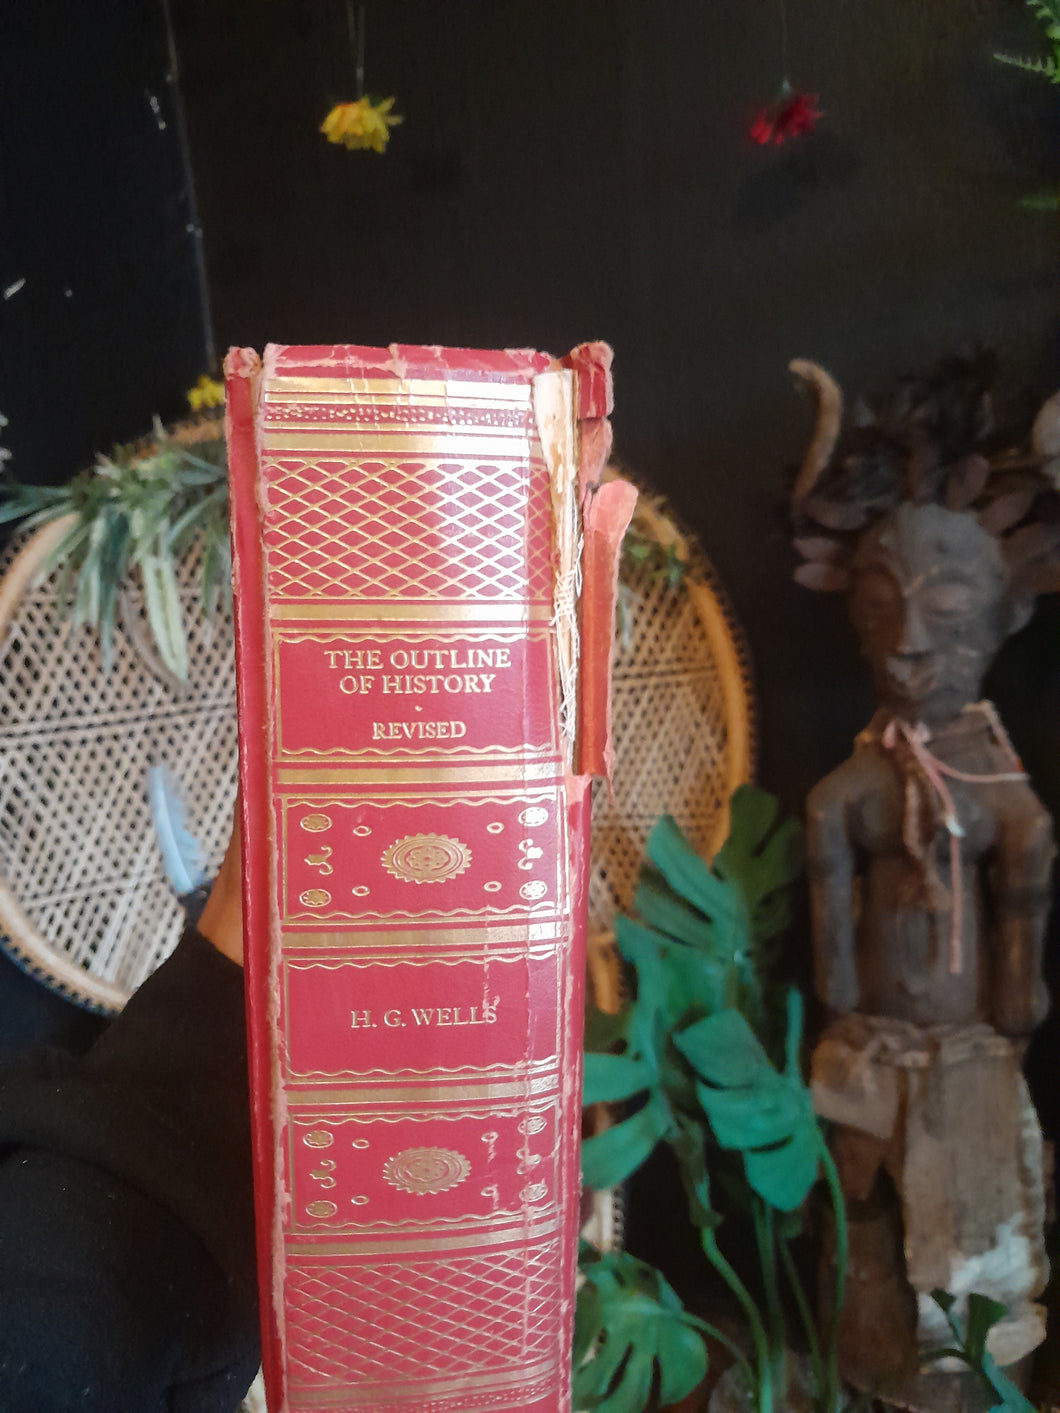 THE OUTLINE
OF HISTORY
REVISED
H. G. WELLS